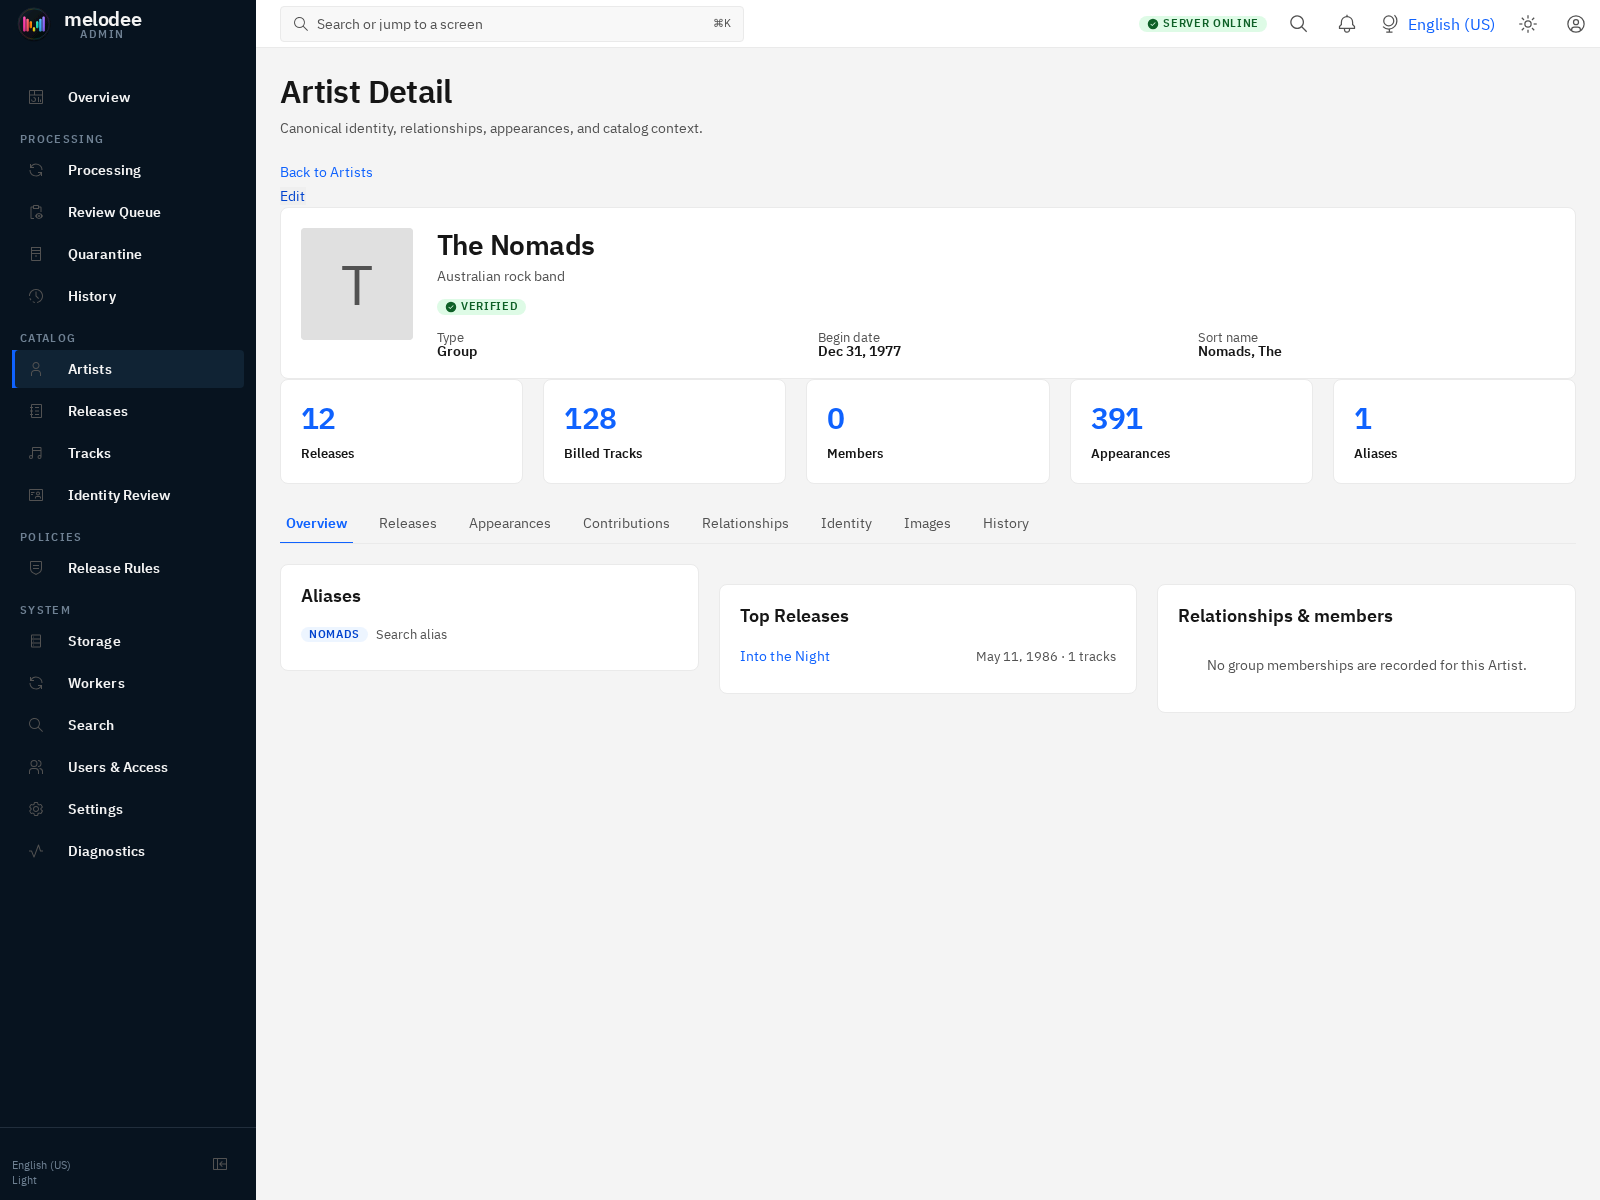 melodee
ADMIN
Search or jump to a screen
⌘K
SERVER ONLINE
English (US)
Overview
PROCESSING
Processing
Review Queue
Quarantine
History
CATALOG
Artists
Releases
Tracks
Identity Review
POLICIES
Release Rules
SYSTEM
Storage
Workers
Search
Users & Access
Settings
Diagnostics
English (US)
Light
Artist Detail
Canonical identity, relationships, appearances, and catalog context.
Back to Artists
Edit
T
The Nomads
Australian rock band
VERIFIED
Type
Group
Begin date
Dec 31, 1977
Sort name
Nomads, The
12
Releases
128
Billed Tracks
0
Members
391
Appearances
1
Aliases
Overview Releases Appearances Contributions Relationships Identity Images History
Aliases
NOMADS Search alias
Top Releases
Into the Night May 11, 1986 · 1 tracks
Relationships & members
No group memberships are recorded for this Artist.